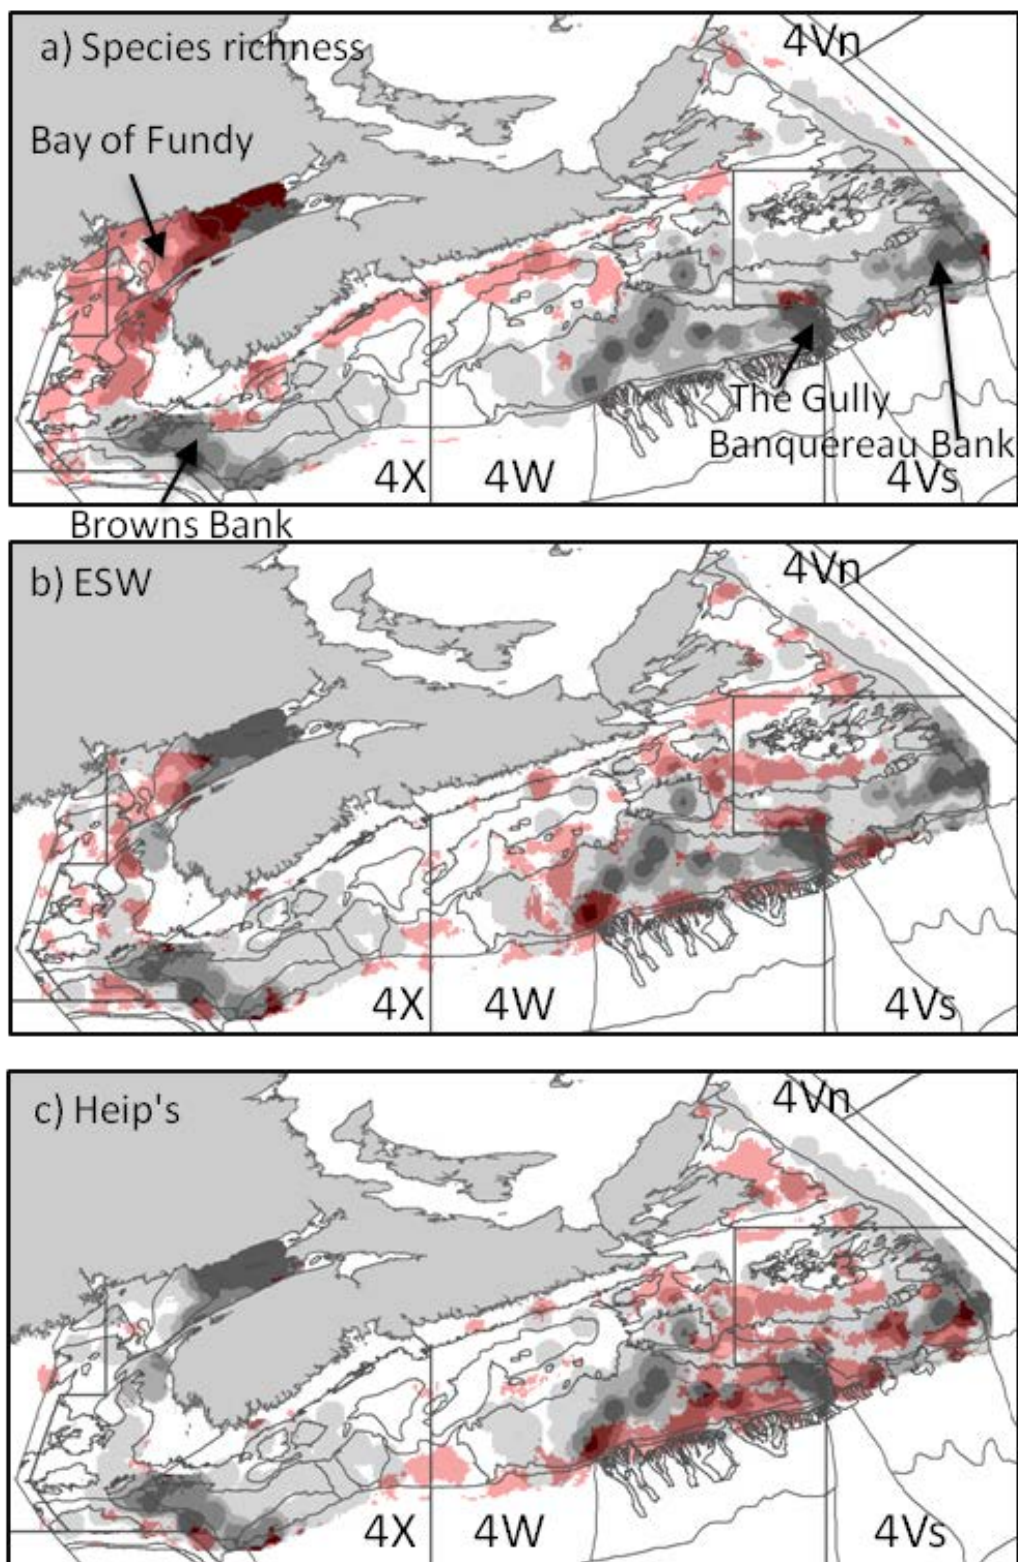 a) Species richness
4Vn
Bay of Fundy
The Gully
Banquereau Bank
4X
4W
4Vs
Browns Bank
b) ESW
4Vn
4X
4W
4Vs
c) Heip's
4Vn
4X
4W
4Vs